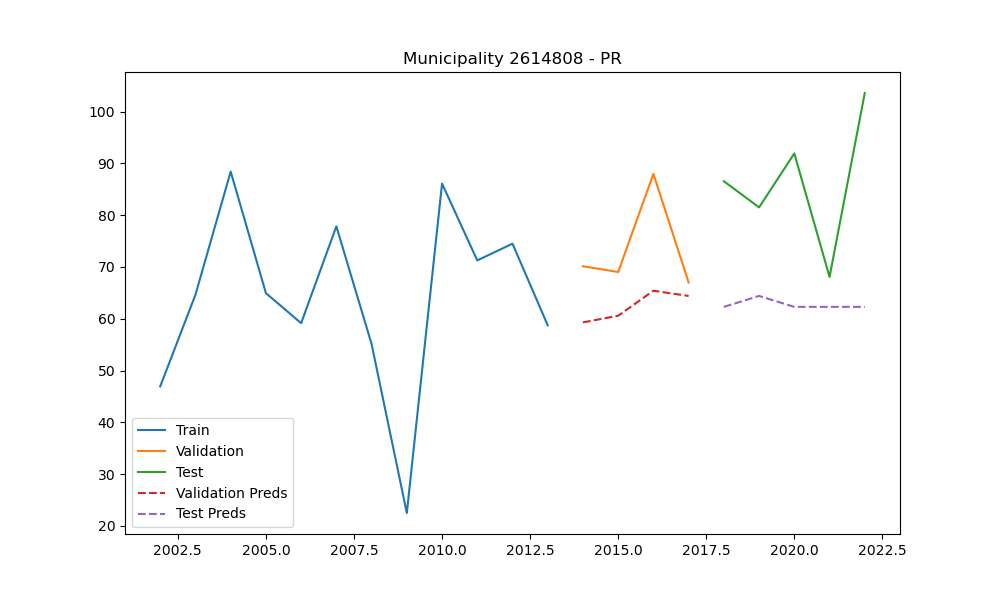 Municipality 2614808 - PR
100
90
80
70
60
50
40
30
20
Train
Validation
Test
Validation Preds
Test Preds
2002.5 2005.0 2007.5 2010.0 2012.5 2015.0 2017.5 2020.0 2022.5